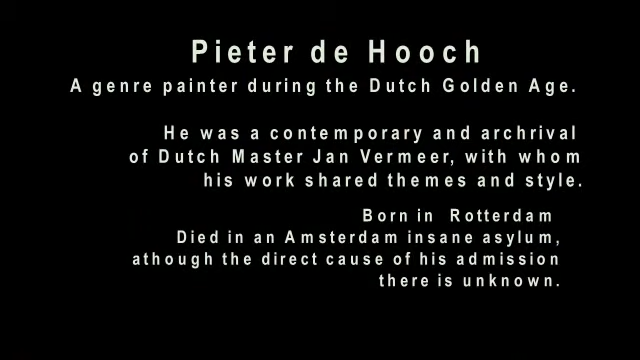 Pieter de Hooch
A genre painter during the Dutch Golden Age.
He was a contemporary and archrival
of Dutch Master Jan Vermeer, with whom
his work shared themes and style.
Born in Rotterdam
Died in an Amsterdam insane asylum,
athough the direct cause of his admission
there is unknown.